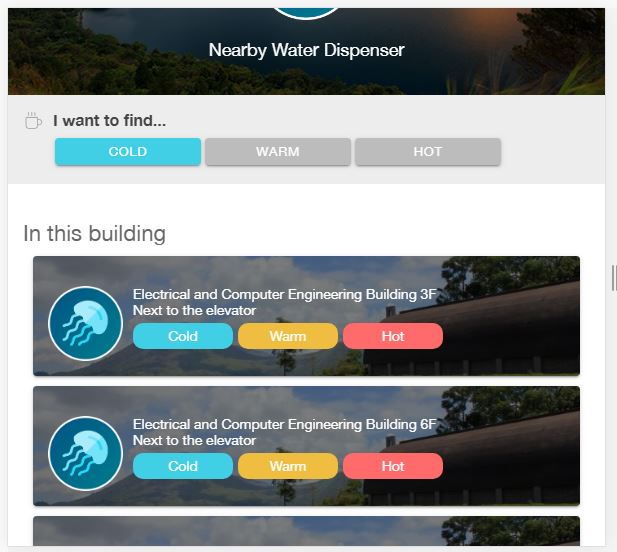 Nearby Water Dispenser
I want to find...
COLD
WARM
HOT
In this building
Electrical and Computer Engineering Building 3F
Next to the elevator
Cold
Warm
Hot
Electrical and Computer Engineering Building 6F
Next to the elevator
Cold
Warm
Hot